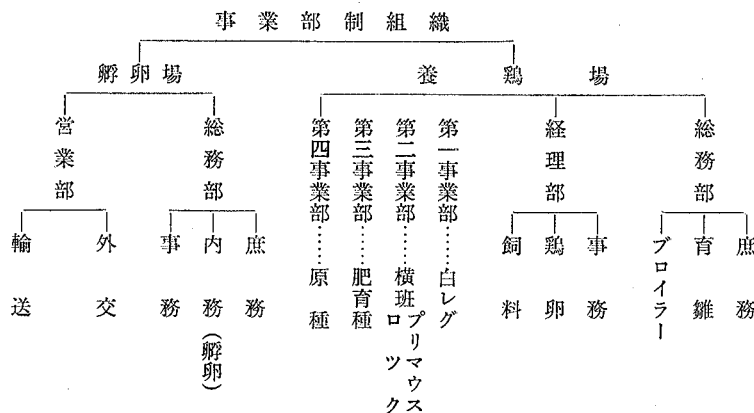 事業部制組織
養鶏場
総務部
庶務
育雛
ブロイラー
経理部
事務
鶏卵
飼料
第一事業部……白レグ
第二事業部……横班プリマウスロツク
第三事業部……肥育種
第四事業部……原種
孵卵場
総務部
庶務
内務(孵卵)
事務
営業部
外交
輸送